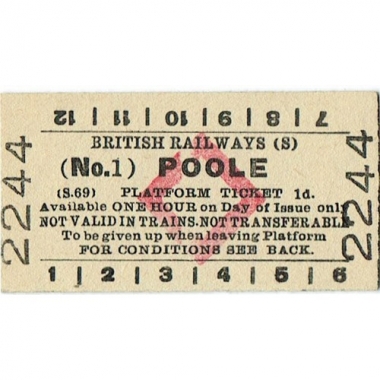 12 | 11 | 10 | 9 | 8 | 7
BRITISH RAILWAYS (S)
(No.1) POOLE
(S.69) PLATFORM TICKET 1d.
Available ONE HOUR on Day of Issue only
NOT VALID IN TRAINS. NOT TRANSFERABLE
To be given up when leaving Platform
FOR CONDITIONS SEE BACK.
1 | 2 | 3 | 4 | 5 | 6
2244
2244